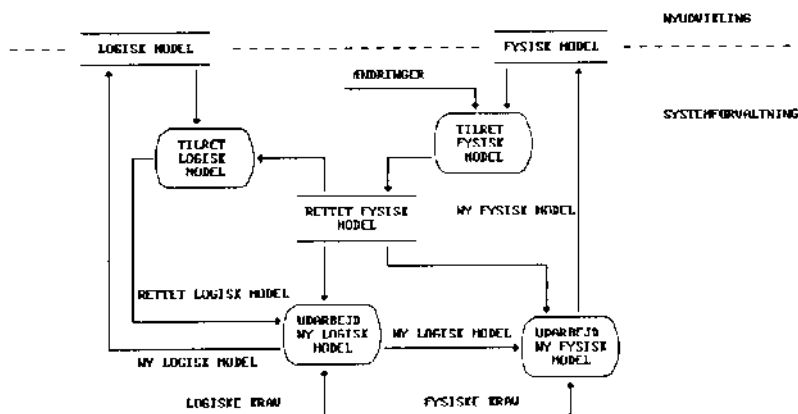 NYUDVIKLING
LOGISK MODEL
FYSISK MODEL
ÆNDRINGER
SYSTEMFORVALTNING
TILRET
LOGISK
MODEL
TILRET
FYSISK
MODEL
RETTET FYSISK
MODEL
NY FYSISK MODEL
RETTET LOGISK MODEL
UDARBEJD
NY LOGISK
MODEL
NY LOGISK MODEL
UDARBEJD
NY FYSISK
MODEL
NY LOGISK MODEL
LOGISKE KRAV
FYSISKE KRAV